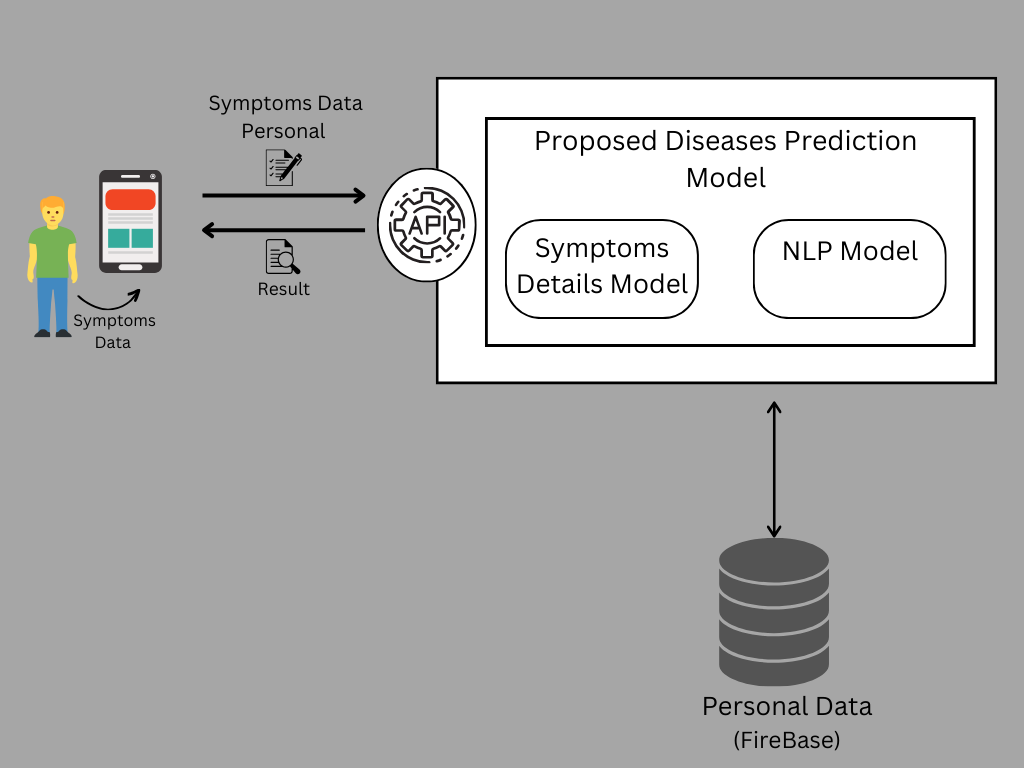 Symptoms Data
Personal
Result
Symptoms
Data
API
Proposed Diseases Prediction
Model
Symptoms
Details Model
NLP Model
Personal Data
(FireBase)